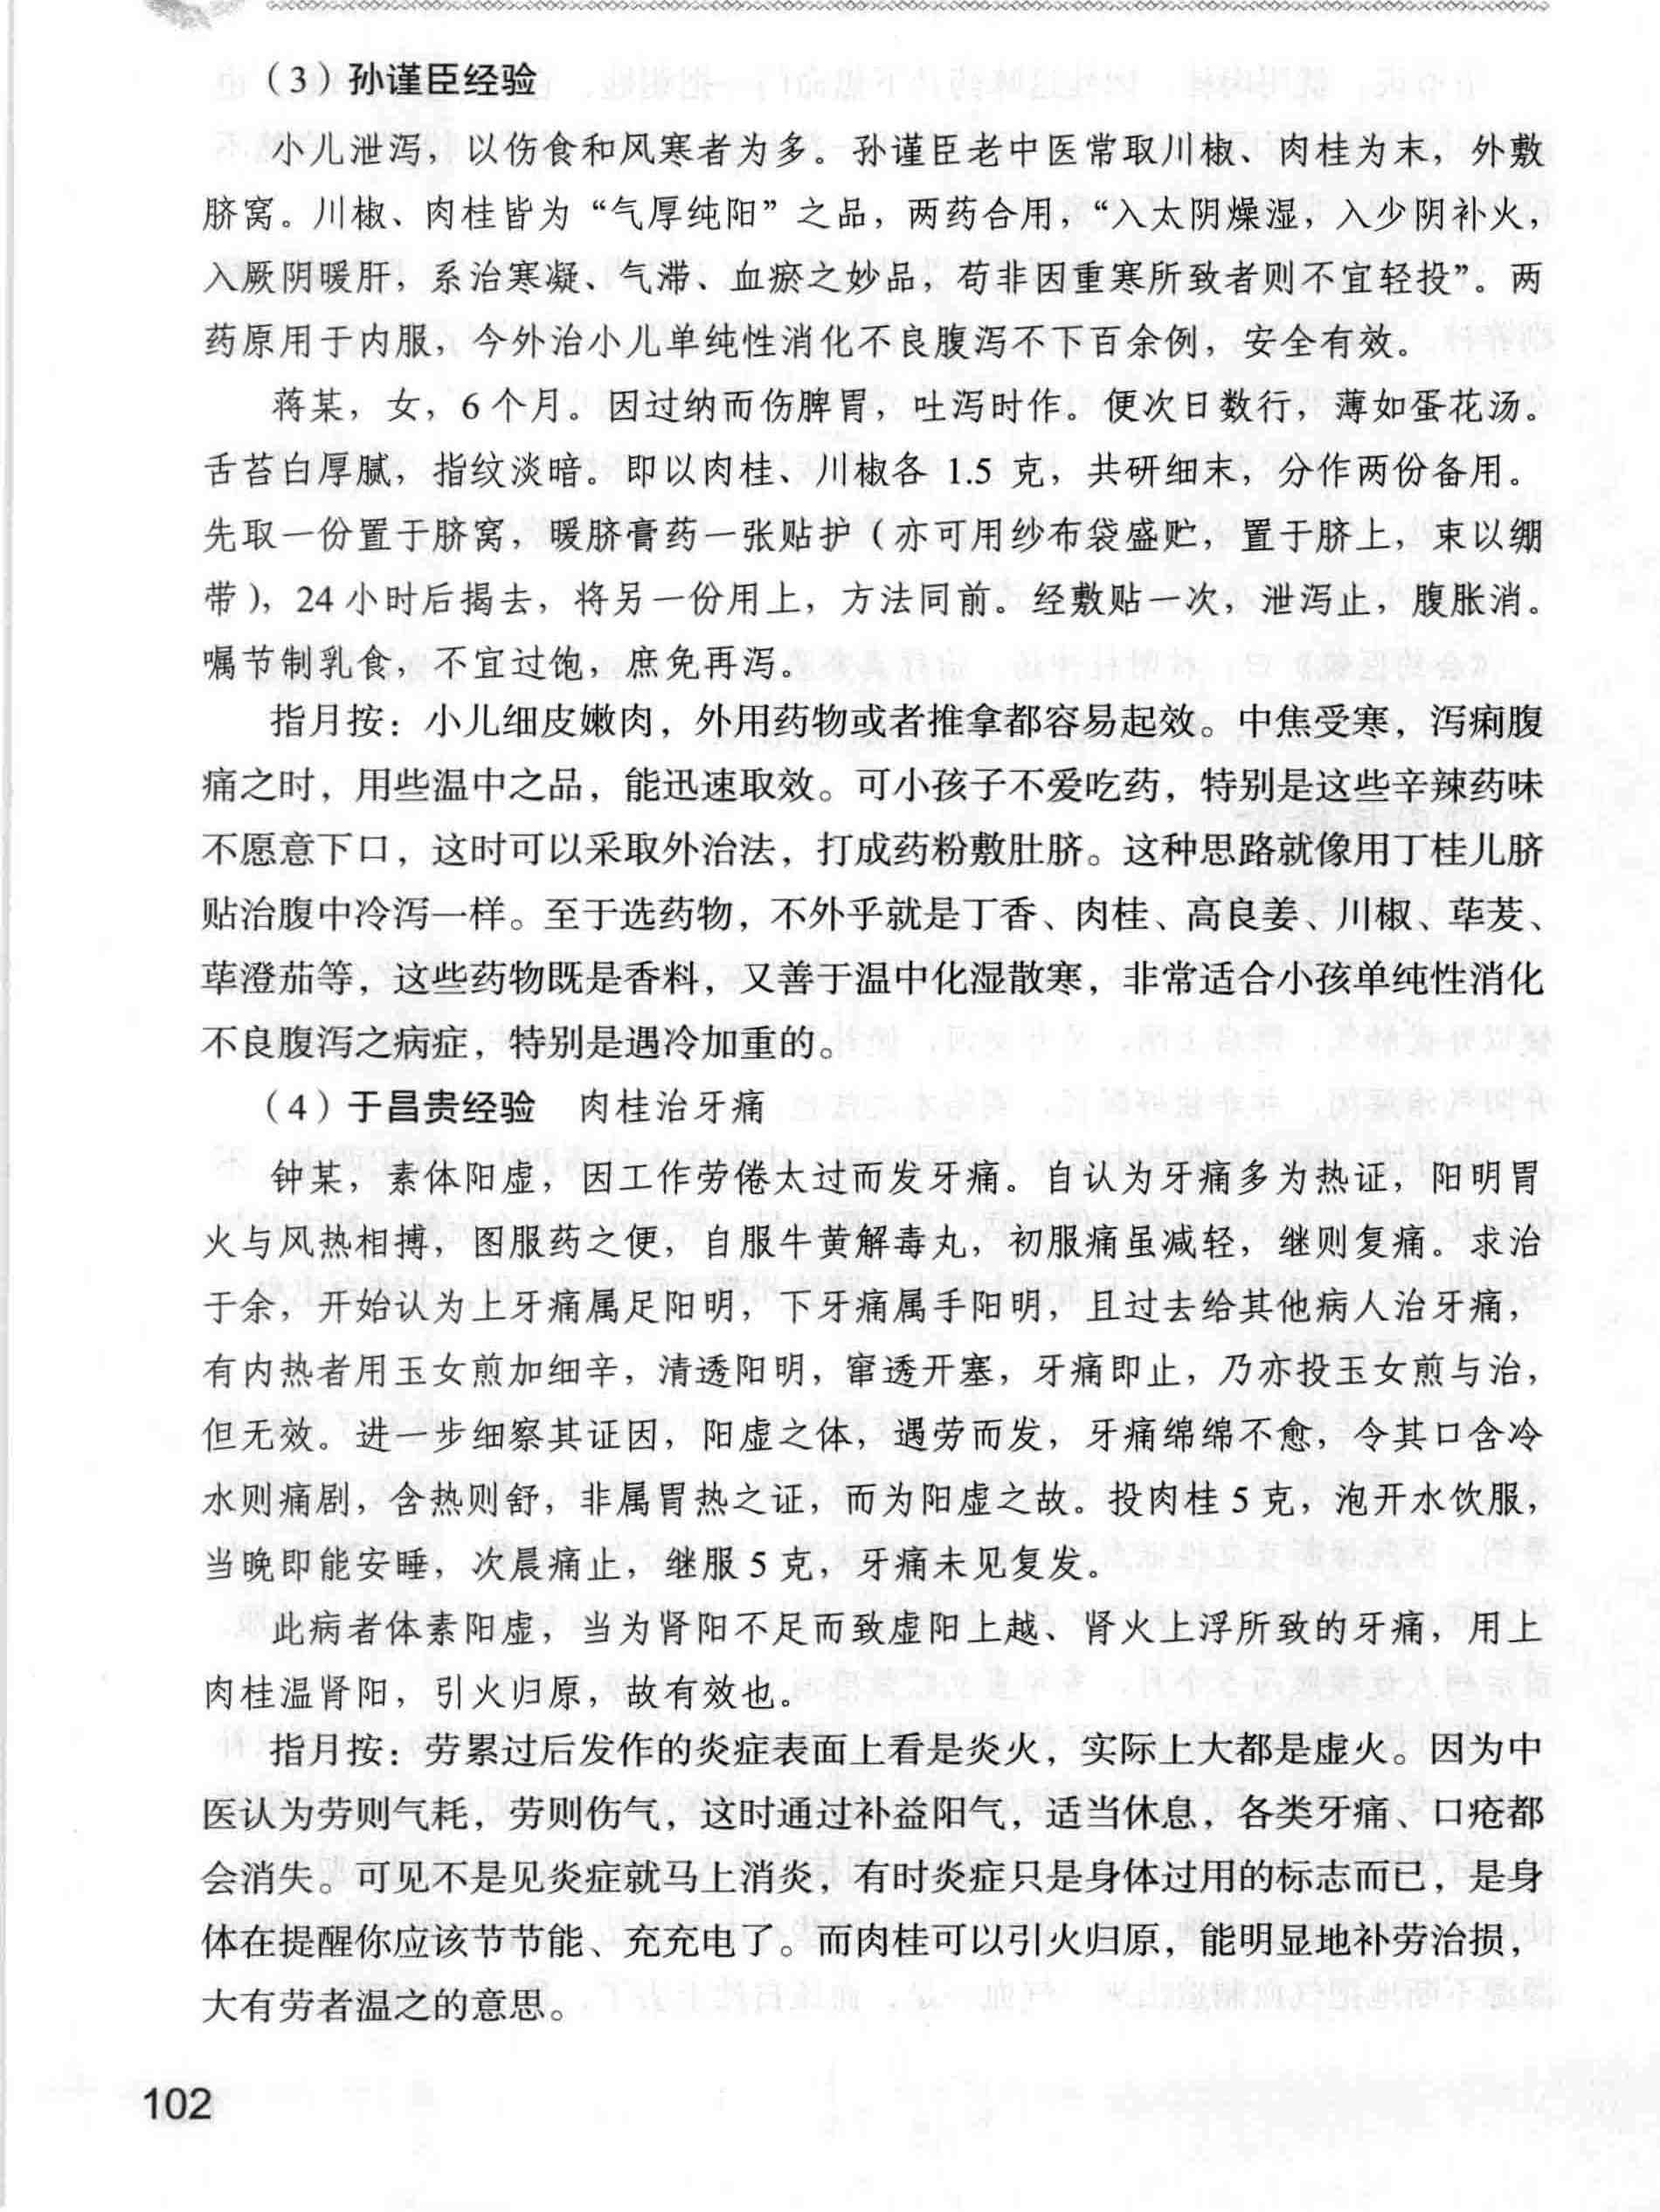 （3）孙谨臣经验
小儿泄泻，以伤食和风寒者为多。孙谨臣老中医常取川椒、肉桂为末，外敷
脐窝。川椒、肉桂皆为“气厚纯阳”之品，两药合用，“入太阴燥湿，入少阴补火，
入厥阴暖肝，系治寒凝、气滞、血瘀之妙品，苟非因重寒所致者则不宜轻投”。两
药原用于内服，今外治小儿单纯性消化不良腹泻不下百余例，安全有效。
蒋某，女，6个月。因过纳而伤脾胃，吐泻时作。便次日数行，薄如蛋花汤。
舌苔白厚腻，指纹淡暗。即以肉桂、川椒各 1.5 克，共研细末，分作两份备用。
先取一份置于脐窝，暖脐膏药一张贴护（亦可用纱布袋盛贮，置于脐上，束以绷
带），24小时后揭去，将另一份用上，方法同前。经敷贴一次，泄泻止，腹胀消。
嘱节制乳食，不宜过饱，庶免再泻。
指月按：小儿细皮嫩肉，外用药物或者推拿都容易起效。中焦受寒，泻痢腹
痛之时，用些温中之品，能迅速取效。可小孩子不爱吃药，特别是这些辛辣药味
不愿意下口，这时可以采取外治法，打成药粉敷肚脐。这种思路就像用丁桂儿脐
贴治腹中冷泻一样。至于选药物，不外乎就是丁香、肉桂、高良姜、川椒、荜茇、
荜澄茄等，这些药物既是香料，又善于温中化湿散寒，非常适合小孩单纯性消化
不良腹泻之病症，特别是遇冷加重的。
（4）于昌贵经验　肉桂治牙痛
钟某，素体阳虚，因工作劳倦太过而发牙痛。自认为牙痛多为热证，阳明胃
火与风热相搏，图服药之便，自服牛黄解毒丸，初服痛虽减轻，继则复痛。求治
于余，开始认为上牙痛属足阳明，下牙痛属手阳明，且过去给其他病人治牙痛，
有内热者用玉女煎加细辛，清透阳明，窜透开塞，牙痛即止，乃亦投玉女煎与治，
但无效。进一步细察其证因，阳虚之体，遇劳而发，牙痛绵绵不愈，令其口含冷
水则痛剧，含热则舒，非属胃热之证，而为阳虚之故。投肉桂5克，泡开水饮服，
当晚即能安睡，次晨痛止，继服5克，牙痛未见复发。
此病者体素阳虚，当为肾阳不足而致虚阳上越、肾火上浮所致的牙痛，用上
肉桂温肾阳，引火归原，故有效也。
指月按：劳累过后发作的炎症表面上看是炎火，实际上大都是虚火。因为中
医认为劳则气耗，劳则伤气，这时通过补益阳气，适当休息，各类牙痛、口疮都
会消失。可见不是见炎症就马上消炎，有时炎症只是身体过用的标志而已，是身
体在提醒你应该节节能、充充电了。而肉桂可以引火归原，能明显地补劳治损，
大有劳者温之的意思。
102